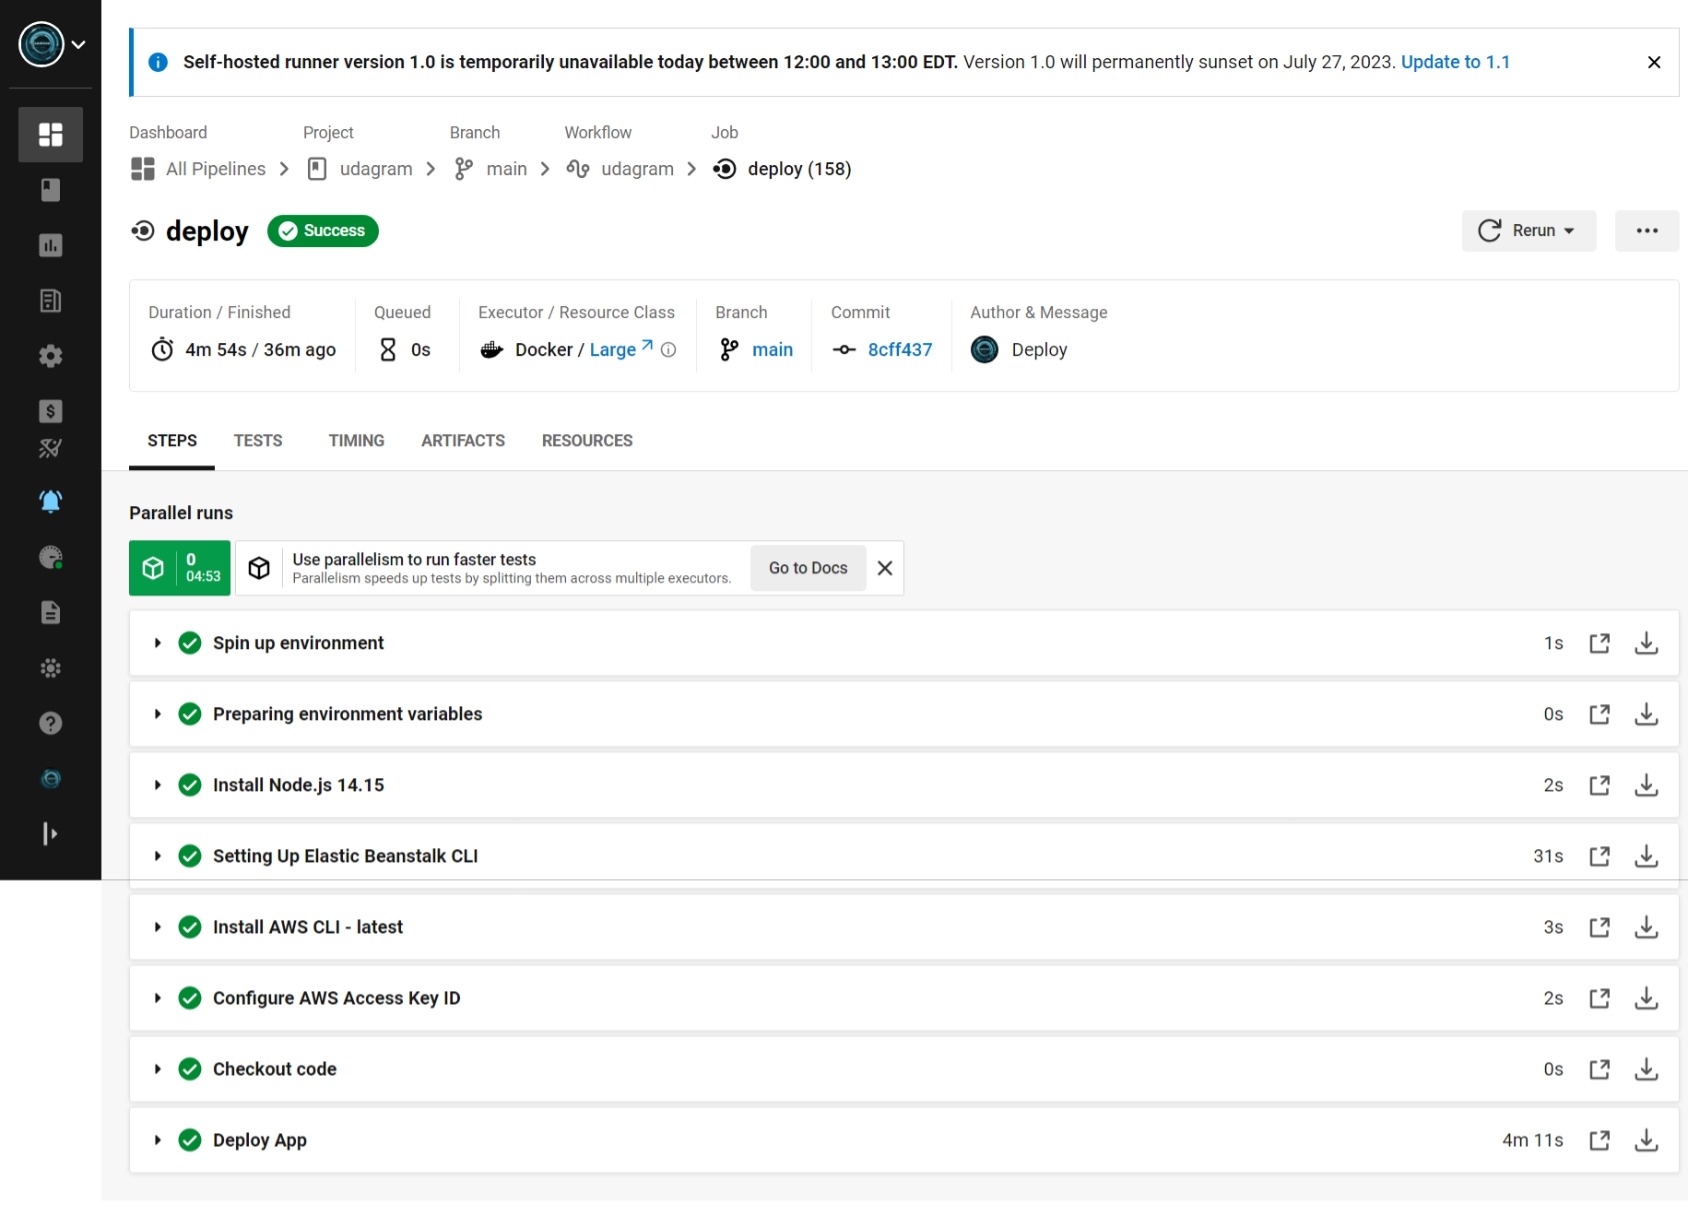 Self-hosted runner version 1.0 is temporarily unavailable today between 12:00 and 13:00 EDT. Version 1.0 will permanently sunset on July 27, 2023. Update to 1.1
Dashboard Project Branch Workflow Job
All Pipelines udagram main udagram deploy (158)
deploy Success Rerun
Duration / Finished Queued Executor / Resource Class Branch Commit Author & Message
4m 54s / 36m ago 0s Docker / Large main 8cff437 Deploy
STEPS TESTS TIMING ARTIFACTS RESOURCES
Parallel runs
0
04:53
Use parallelism to run faster tests
Parallelism speeds up tests by splitting them across multiple executors.
Go to Docs
Spin up environment 1s
Preparing environment variables 0s
Install Node.js 14.15 2s
Setting Up Elastic Beanstalk CLI 31s
Install AWS CLI - latest 3s
Configure AWS Access Key ID 2s
Checkout code 0s
Deploy App 4m 11s